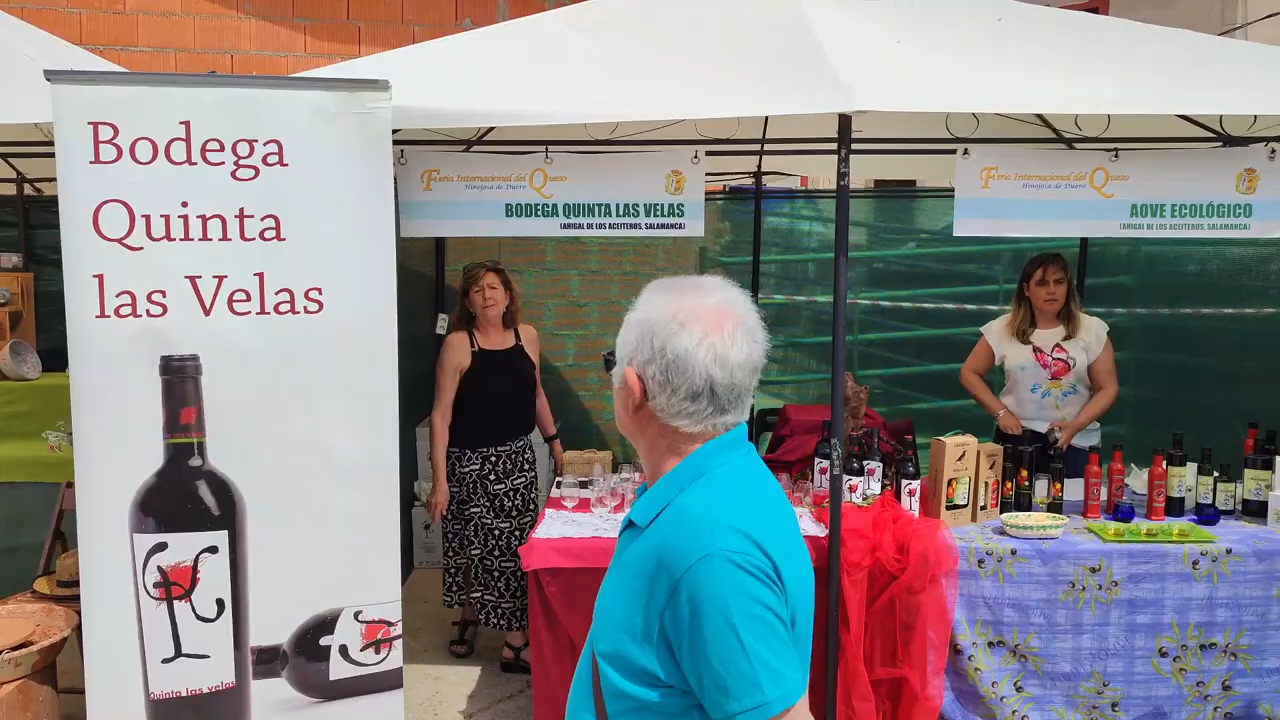 Bodega
Quinta
las Velas
Quinta las velas
Feria Internacional del Queso
Hinojosa de Duero
BODEGA QUINTA LAS VELAS
(AHIGAL DE LOS ACEITEROS, SALAMANCA)
Feria Internacional del Queso
Hinojosa de Duero
AOVE ECOLÓGICO
(AHIGAL DE LOS ACEITEROS, SALAMANCA)